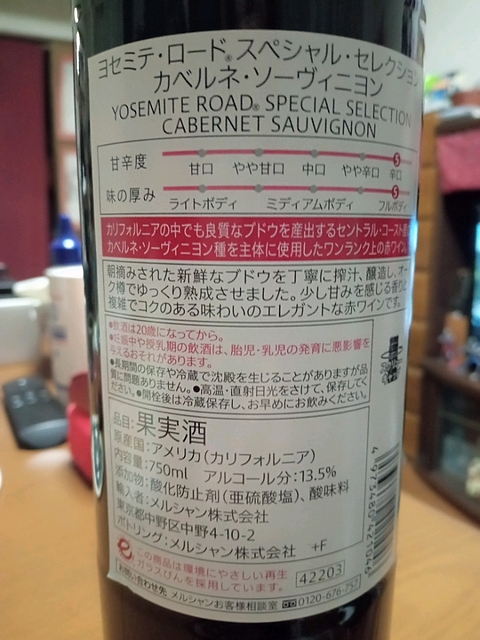 ヨセミテ・ロード® スペシャル・セレクション
カベルネ・ソーヴィニヨン
YOSEMITE ROAD® SPECIAL SELECTION
CABERNET SAUVIGNON
甘辛度
甘口 やや甘口 中口 やや辛口 辛口
味の厚み
ライトボディ ミディアムボディ フルボディ
カリフォルニアの中でも良質なブドウを産出するセントラル・コースト産
カベルネ・ソーヴィニヨン種を主体に使用したワンランク上の赤ワイン。
朝摘みされた新鮮なブドウを丁寧に搾汁、醸造し、オー
ク樽でゆっくり熟成させました。少し甘みを感じる香りと
複雑でコクのある味わいのエレガントな赤ワインです。
●飲酒は20歳になってから。
●妊娠中や授乳期の飲酒は、胎児・乳児の発育に悪影響を
与えるおそれがあります。
●長期間の保存や冷蔵で沈殿を生じることがありますが品
質に問題ありません。●高温・直射日光をさけて、保存してく
ださい。●開栓後は冷蔵保存し、お早めにお飲みください。
品目:果実酒
原産国:アメリカ(カリフォルニア)
内容量:750ml アルコール分:13.5%
添加物:酸化防止剤(亜硫酸塩)、酸味料
輸入者:メルシャン株式会社
東京都中野区中野4-10-2
ボトリング:メルシャン株式会社 +F
この商品は環境にやさしい再生
ガラスびんを採用しています。
42203
お問い合わせ先 メルシャンお客様相談室 0120-676-757